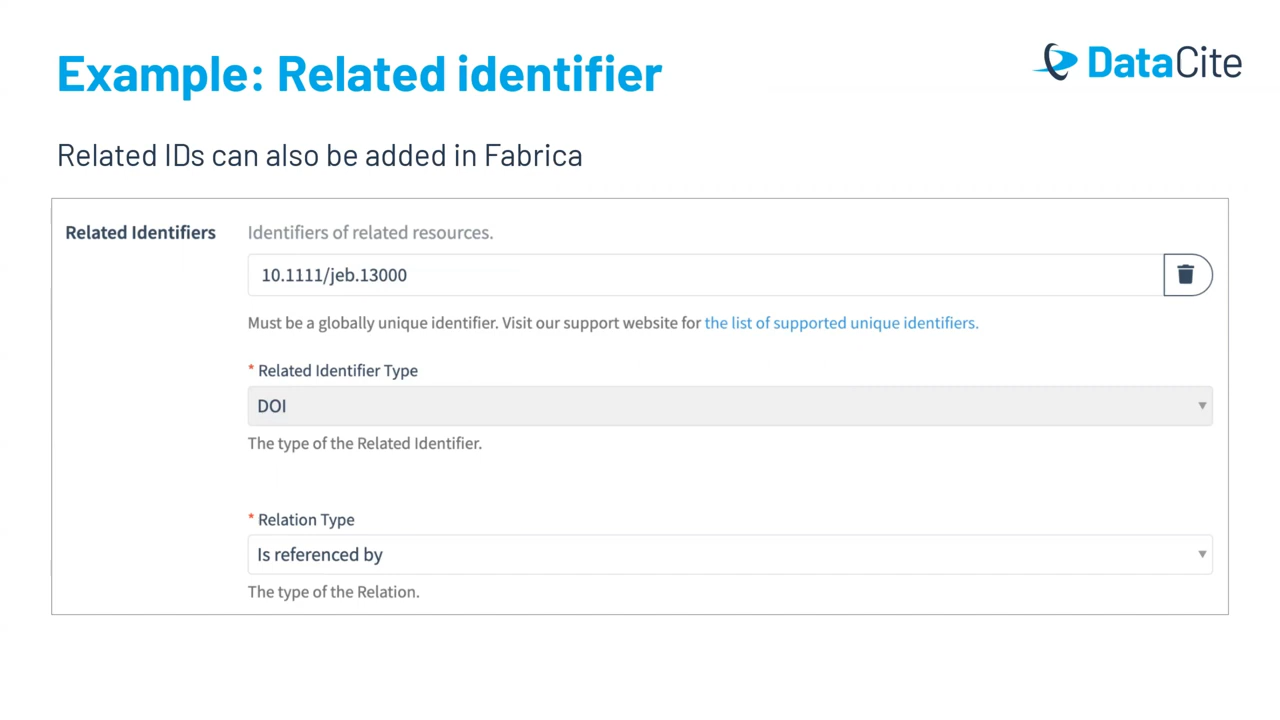 Example: Related identifier
DataCite
Related IDs can also be added in Fabrica
Related Identifiers
Identifiers of related resources.
10.1111/jeb.13000
Must be a globally unique identifier. Visit our support website for the list of supported unique identifiers.
* Related Identifier Type
DOI
The type of the Related Identifier.
* Relation Type
Is referenced by
The type of the Relation.